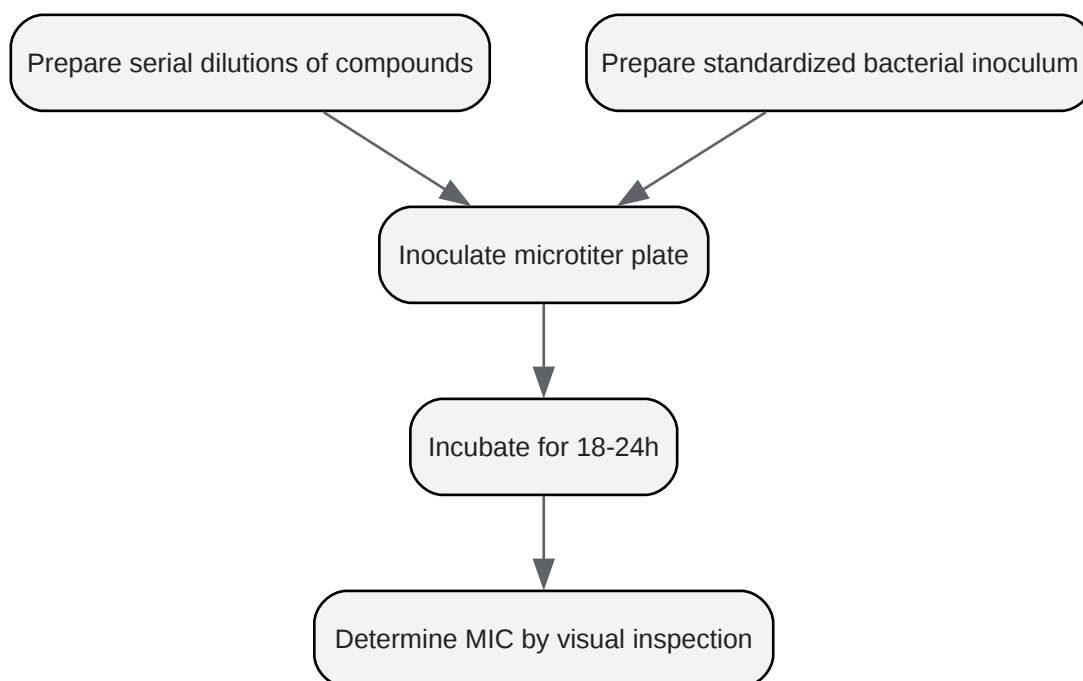 Prepare serial dilutions of compounds
Prepare standardized bacterial inoculum
Inoculate microtiter plate
Incubate for 18-24h
Determine MIC by visual inspection